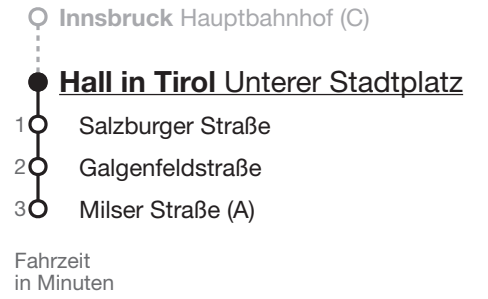 Innsbruck Hauptbahnhof (C)
Hall in Tirol Unterer Stadtplatz
1 Salzburger Straße
2 Galgenfeldstraße
3 Milser Straße (A)
Fahrzeit
in Minuten